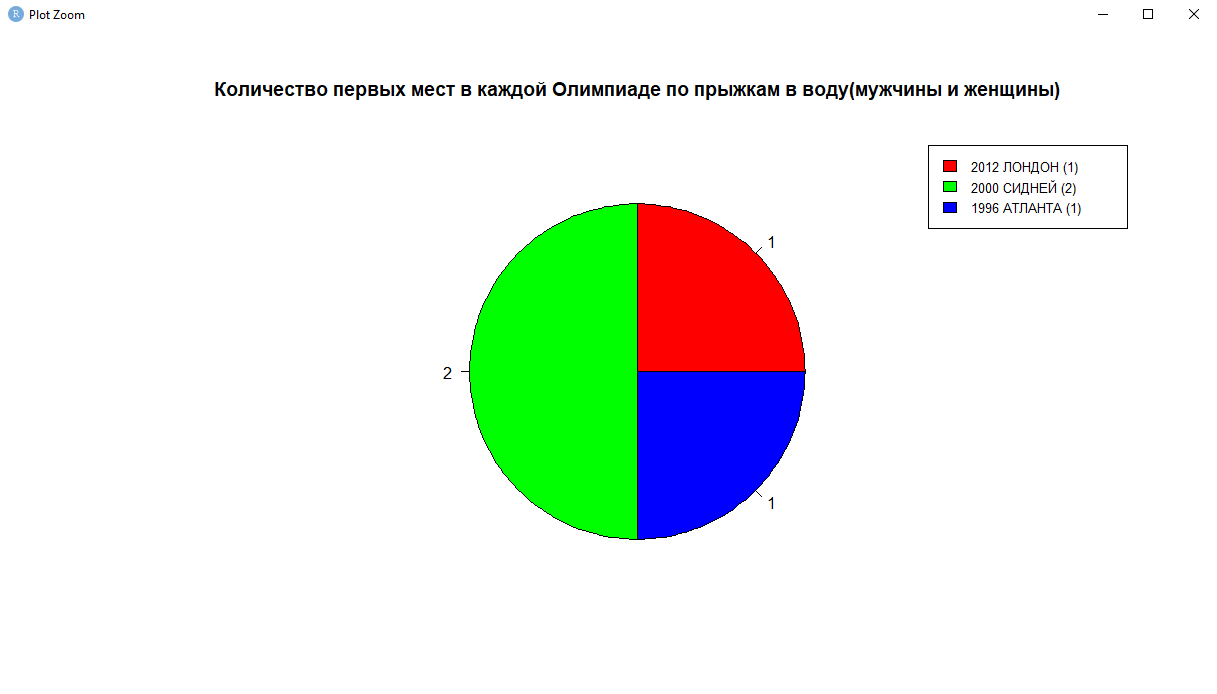 R Plot Zoom
Количество первых мест в каждой Олимпиаде по прыжкам в воду(мужчины и женщины)
2012 ЛОНДОН (1)
2000 СИДНЕЙ (2)
1996 АТЛАНТА (1)
1
2
1